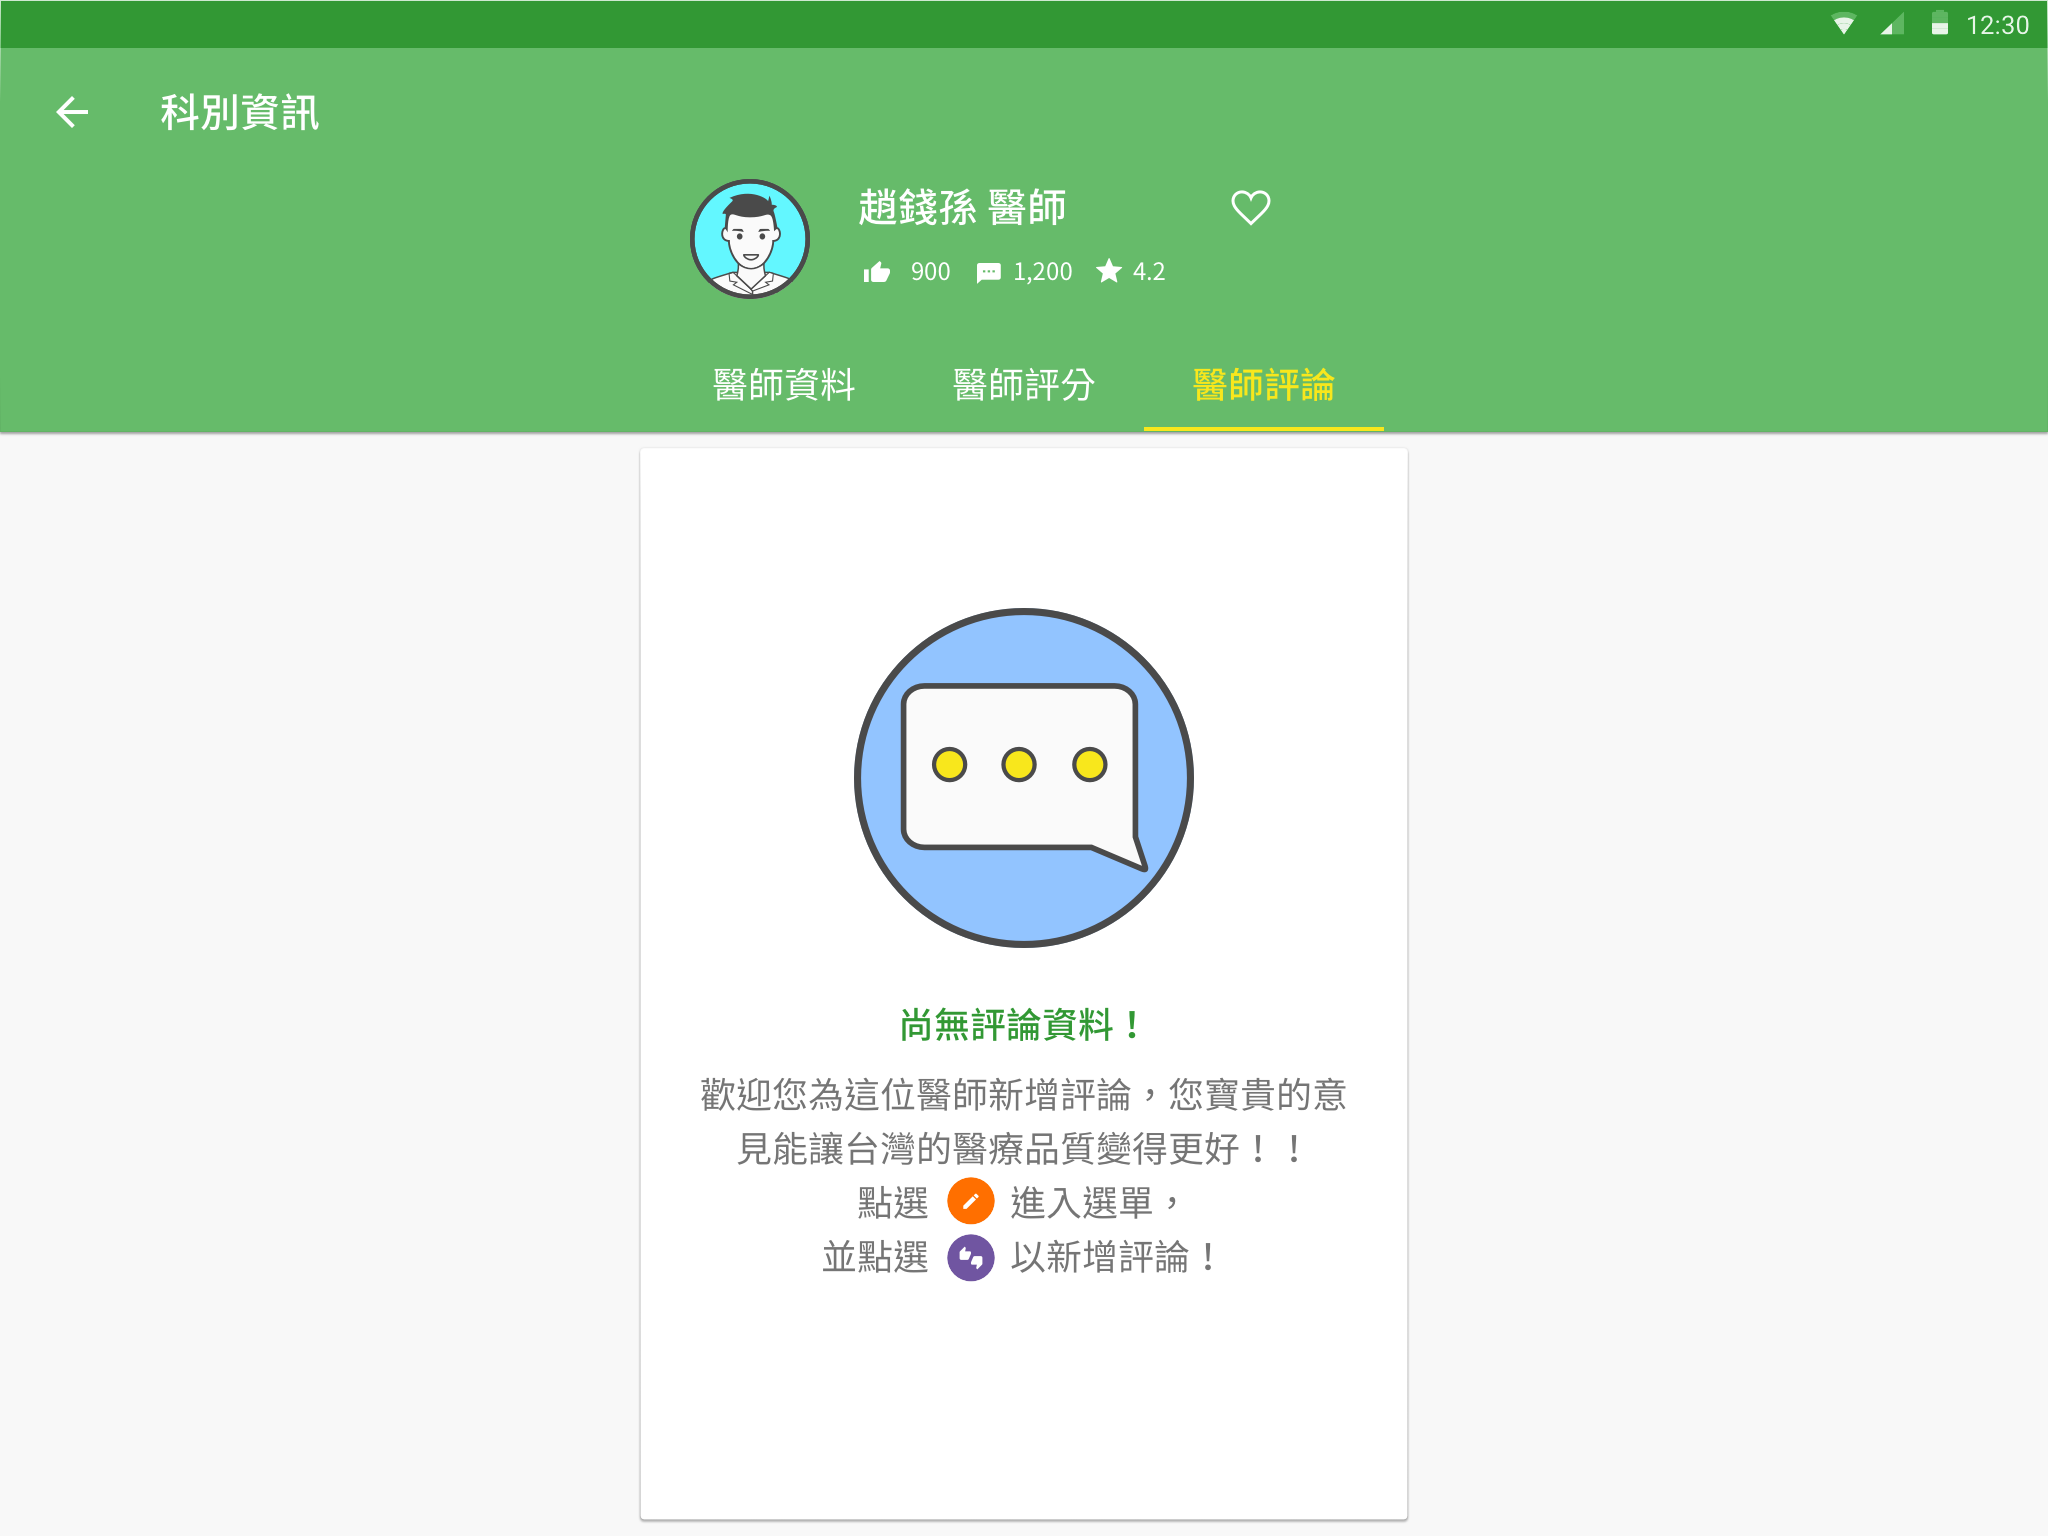 12:30
科別資訊
趙錢孫 醫師
900 1,200 4.2
醫師資料 醫師評分 醫師評論
尚無評論資料！
歡迎您為這位醫師新增評論，您寶貴的意
見能讓台灣的醫療品質變得更好！！
點選 進入選單，
並點選 以新增評論！